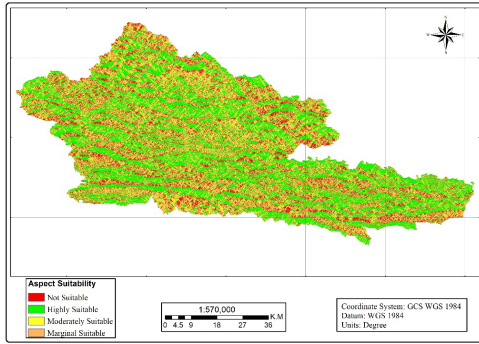 N
W E
S
Aspect Suitability
Not Suitable
Highly Suitable
Moderately Suitable
Marginal Suitable
1:570,000
K.M
0 4.5 9 18 27 36
Coordinate System: GCS WGS 1984
Datum: WGS 1984
Units: Degree